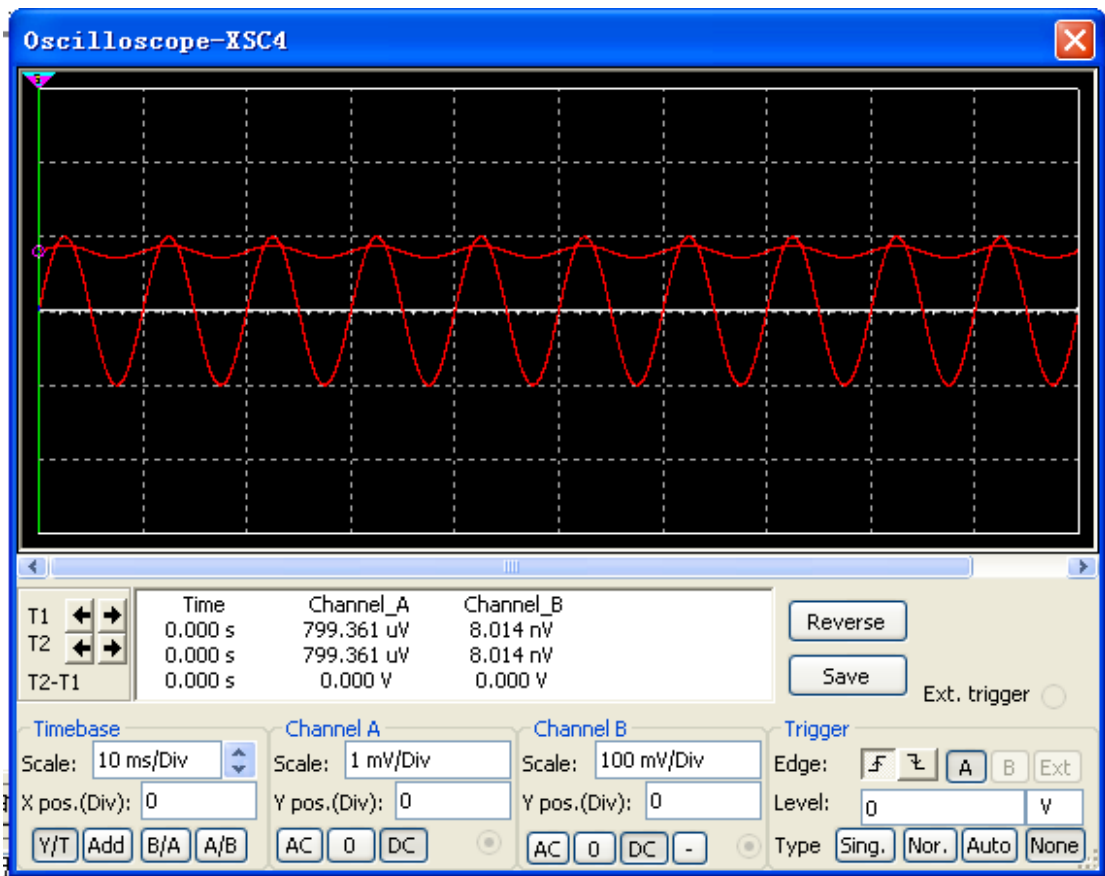 Oscilloscope-XSC4
Time Channel_A Channel_B
T1 0.000 s 799.361 uV 8.014 nV
T2 0.000 s 799.361 uV 8.014 nV
T2-T1 0.000 s 0.000 V 0.000 V
Reverse
Save
Ext. trigger
Timebase
Scale: 10 ms/Div
X pos.(Div): 0
Y/T Add B/A A/B
Channel A
Scale: 1 mV/Div
Y pos.(Div): 0
AC 0 DC
Channel B
Scale: 100 mV/Div
Y pos.(Div): 0
AC 0 DC -
Trigger
Edge: A B Ext
Level: 0 V
Type Sing. Nor. Auto None